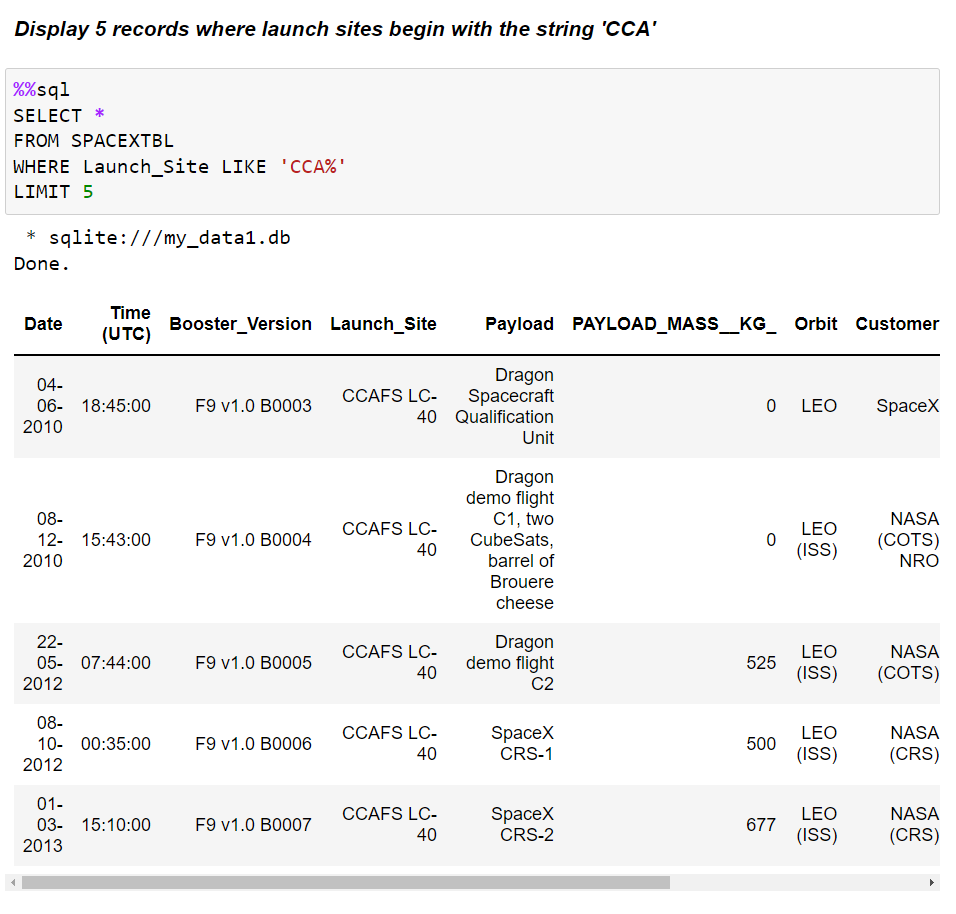 Display 5 records where launch sites begin with the string 'CCA'
%%sql
SELECT *
FROM SPACEXTBL
WHERE Launch_Site LIKE 'CCA%'
LIMIT 5
* sqlite:///my_data1.db
Done.
Date Time (UTC) Booster_Version Launch_Site Payload PAYLOAD_MASS__KG_ Orbit Customer
04-06-2010 18:45:00 F9 v1.0 B0003 CCAFS LC-40 Dragon Spacecraft Qualification Unit 0 LEO SpaceX
08-12-2010 15:43:00 F9 v1.0 B0004 CCAFS LC-40 Dragon demo flight C1, two CubeSats, barrel of Brouere cheese 0 LEO (ISS) NASA (COTS) NRO
22-05-2012 07:44:00 F9 v1.0 B0005 CCAFS LC-40 Dragon demo flight C2 525 LEO (ISS) NASA (COTS)
08-10-2012 00:35:00 F9 v1.0 B0006 CCAFS LC-40 SpaceX CRS-1 500 LEO (ISS) NASA (CRS)
01-03-2013 15:10:00 F9 v1.0 B0007 CCAFS LC-40 SpaceX CRS-2 677 LEO (ISS) NASA (CRS)